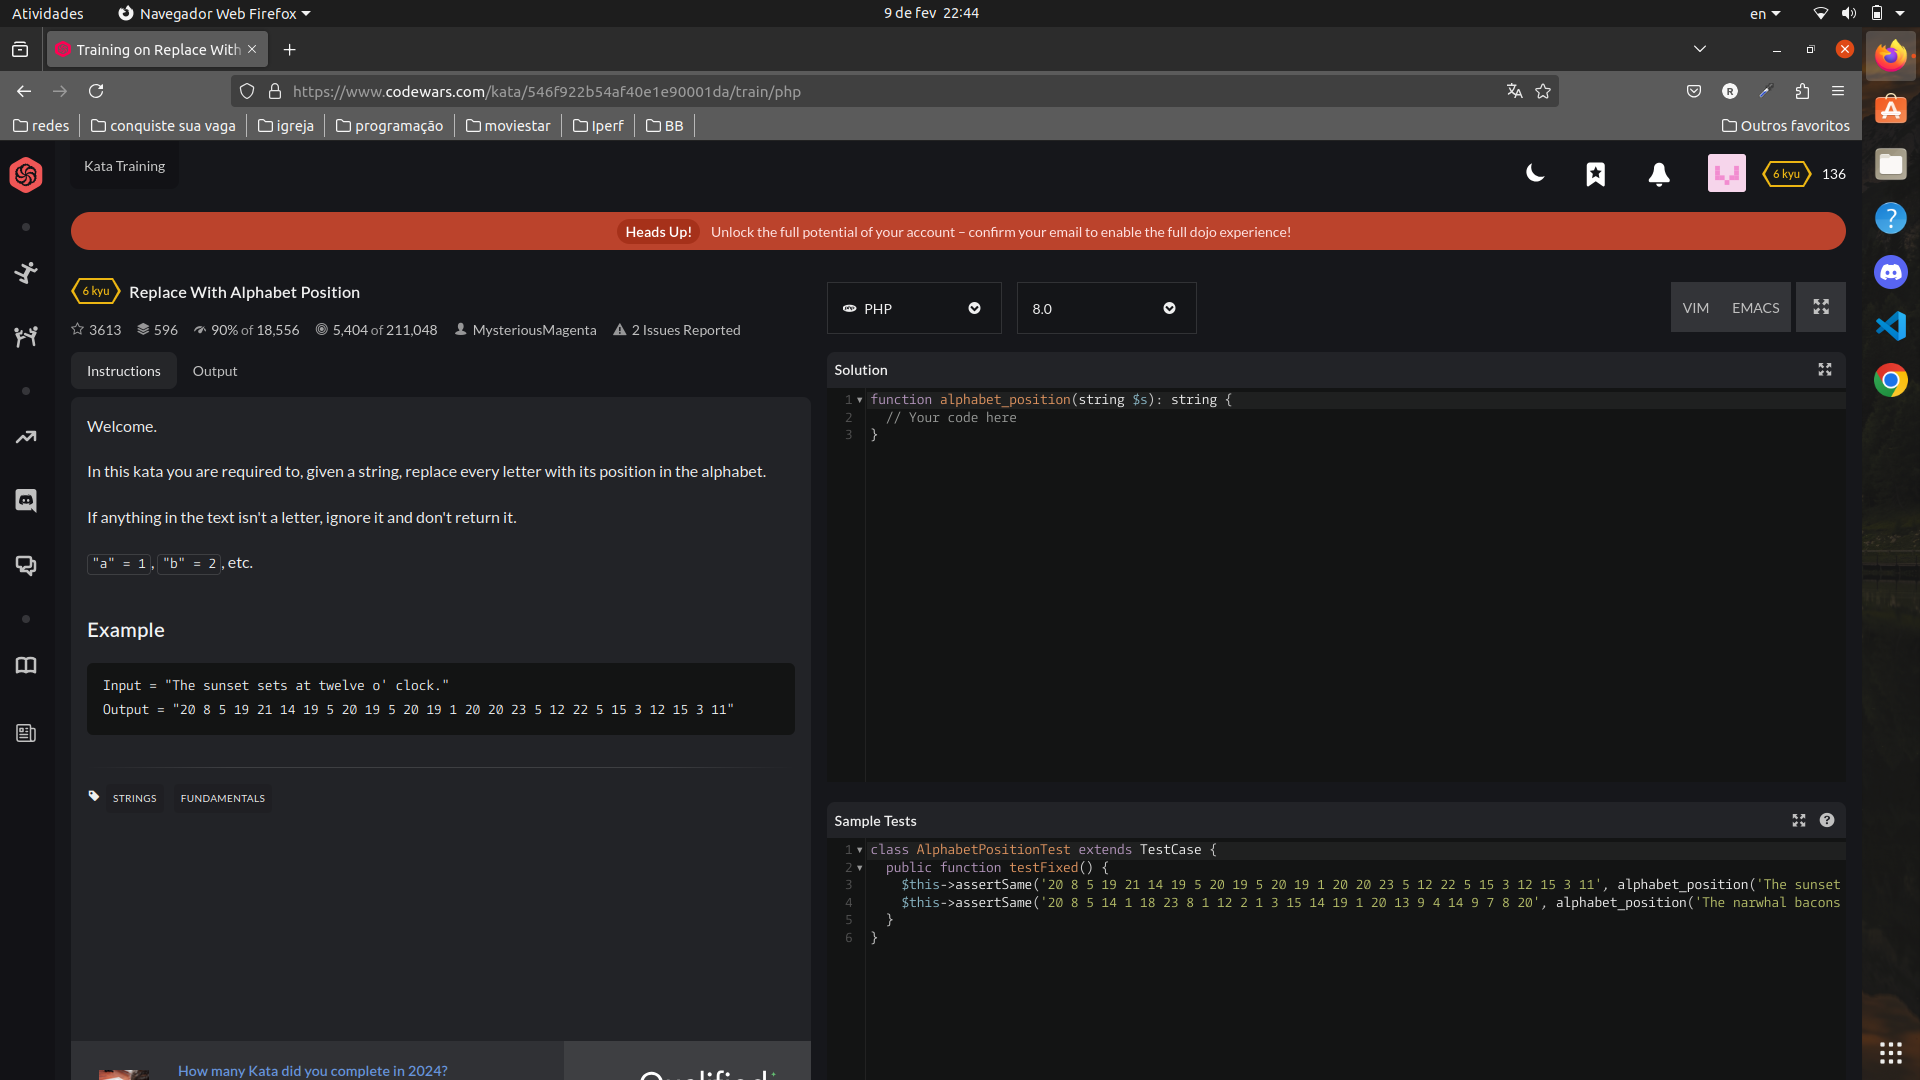 Atividades
Navegador Web Firefox
9 de fev 22:44
en
Training on Replace With
https://www.codewars.com/kata/546f922b54af40e1e90001da/train/php
redes
conquiste sua vaga
igreja
programação
moviestar
Iperf
BB
Outros favoritos
Kata Training
6 kyu
136
Heads Up! Unlock the full potential of your account – confirm your email to enable the full dojo experience!
6 kyu
Replace With Alphabet Position
3613
596
90% of 18,556
5,404 of 211,048
MysteriousMagenta
2 Issues Reported
PHP
8.0
VIM
EMACS
Instructions
Output
Welcome.
In this kata you are required to, given a string, replace every letter with its position in the alphabet.
If anything in the text isn't a letter, ignore it and don't return it.
"a" = 1, "b" = 2, etc.
Example
Input = "The sunset sets at twelve o' clock."
Output = "20 8 5 19 21 14 19 5 20 19 5 20 19 1 20 20 23 5 12 22 5 15 3 12 15 3 11"
STRINGS
FUNDAMENTALS
How many Kata did you complete in 2024?
Qualified
Solution
1 function alphabet_position(string $s): string {
2 // Your code here
3 }
Sample Tests
1 class AlphabetPositionTest extends TestCase {
2 public function testFixed() {
3 $this->assertSame('20 8 5 19 21 14 19 5 20 19 5 20 19 1 20 20 23 5 12 22 5 15 3 12 15 3 11', alphabet_position('The sunset
4 $this->assertSame('20 8 5 14 1 18 23 8 1 12 2 1 3 15 14 19 1 20 13 9 4 14 9 7 8 20', alphabet_position('The narwhal bacons
5 }
6 }